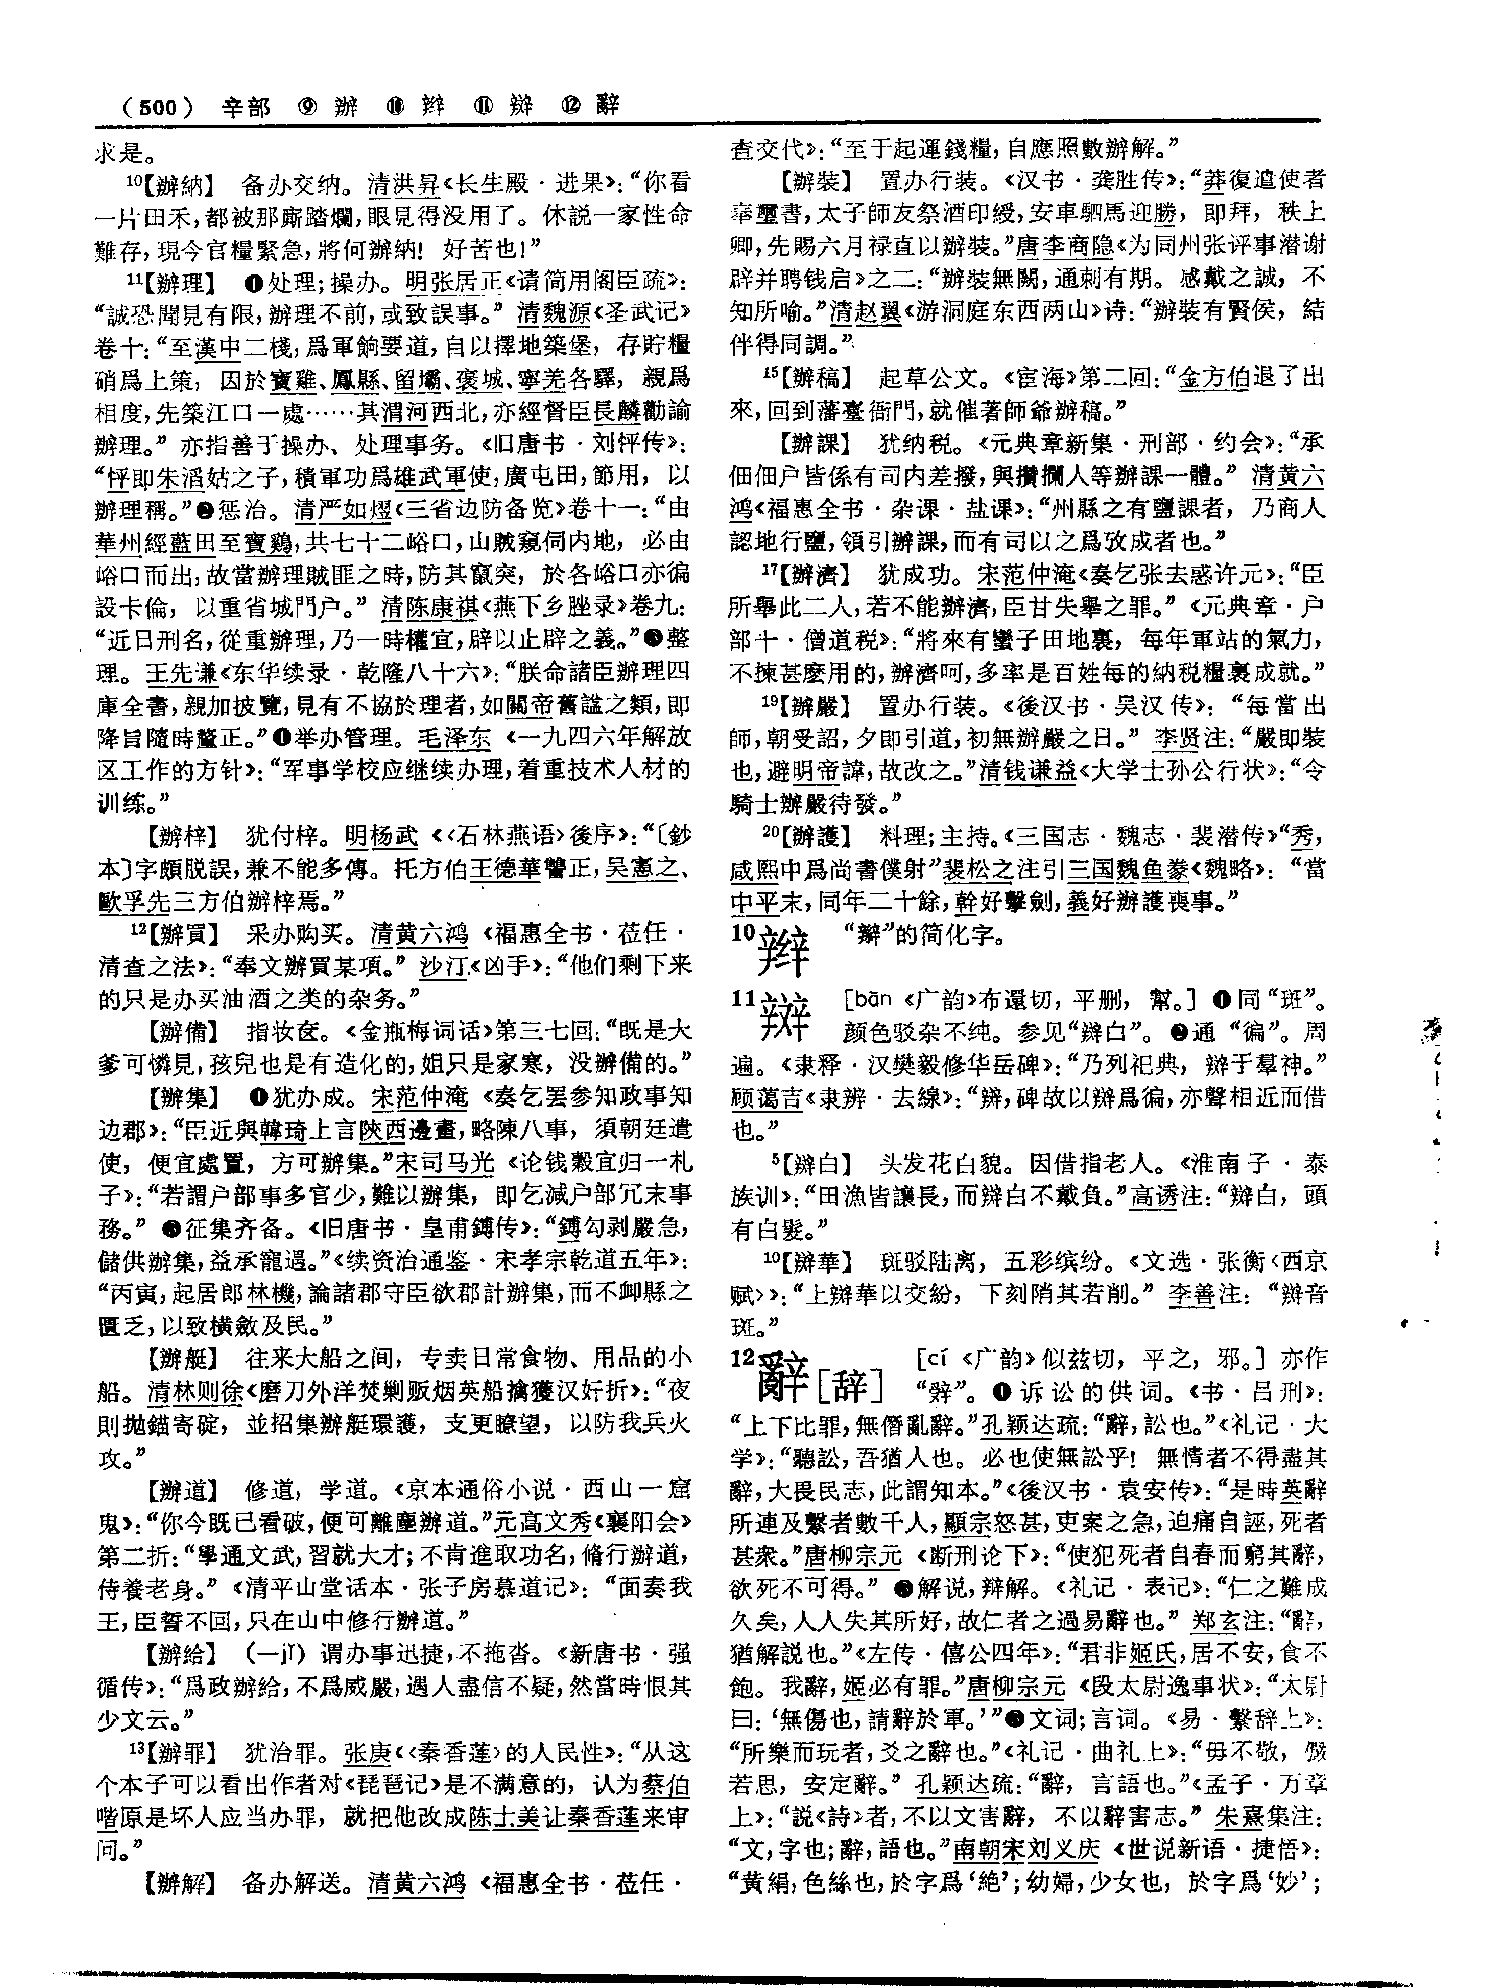 (500) 辛部 ⑨ 辦 ⑩ 辫 ⑪ 辬 ⑫ 辭
求是。
10【辦納】 备办交纳。清洪昇《长生殿·进果》：“你看
一片田禾，都被那廝踏爛，眼見得没用了。休説一家性命
難存，現今官糧緊急，將何辦納！好苦也！”
11【辦理】 ❶处理；操办。明张居正《请简用阁臣疏》：
“誠恐聞見有限，辦理不前，或致誤事。”清魏源《圣武记》
卷十：“至漢中二棧，爲軍餉要道，自以擇地築堡，存貯糧
硝爲上策，因於寶雞、鳳縣、留壩、褒城、寧羌各驛，親爲
相度，先築江口一處……其渭河西北，亦經督臣長麟勸諭
辦理。”亦指善于操办、处理事务。《旧唐书·刘怦传》：
“怦即朱滔姑之子，積軍功爲雄武軍使，廣屯田，節用，以
辦理稱。”❷惩治。清严如熤《三省边防备览》卷十一：“由
華州經藍田至寶鷄，共七十二峪口，山賊窺伺内地，必由
峪口而出，故當辦理賊匪之時，防其竄突，於各峪口亦徧
設卡倫，以重省城門户。”清陈康祺《燕下乡脞录》卷九：
“近日刑名，從重辦理，乃一時權宜，辟以止辟之義。”❸整
理。王先谦《东华续录·乾隆八十六》：“朕命諸臣辦理四
庫全書，親加披覽，見有不協於理者，如關帝舊謚之類，即
降旨隨時釐正。”❹举办管理。毛泽东《一九四六年解放
区工作的方针》：“军事学校应继续办理，着重技术人材的
训练。”
【辦梓】 犹付梓。明杨武《〈石林燕语〉後序》：“〔鈔
本〕字頗脱誤，兼不能多傳。托方伯王德華讐正，吴憲之、
歐孚先三方伯辦梓焉。”
12【辦買】 采办购买。清黄六鸿《福惠全书·莅任·
清查之法》：“奉文辦買某項。”沙汀《凶手》：“他们剩下来
的只是办买油酒之类的杂务。”
【辦備】 指妆奁。《金瓶梅词话》第三七回：“既是大
爹可憐見，孩兒也是有造化的，姐只是家寒，没辦備的。”
【辦集】 ❶犹办成。宋范仲淹《奏乞罢参知政事知
边郡》：“臣近與韓琦上言陝西邊畫，略陳八事，須朝廷遣
使，便宜處置，方可辦集。”宋司马光《论钱穀宜归一札
子》：“若謂户部事多官少，難以辦集，即乞減户部冗末事
務。”❷征集齐备。《旧唐书·皇甫鎛传》：“鎛勾剥嚴急，
儲供辦集，益承寵遇。”《续资治通鉴·宋孝宗乾道五年》：
“丙寅，起居郎林機，論諸郡守臣欲郡計辦集，而不卹縣之
匱乏，以致横斂及民。”
【辦艇】 往来大船之间，专卖日常食物、用品的小
船。清林则徐《磨刀外洋焚剿贩烟英船擒獲汉奸折》：“夜
則抛錨寄碇，並招集辦艇環護，支更瞭望，以防我兵火
攻。”
【辦道】 修道，学道。《京本通俗小说·西山一窟
鬼》：“你今既已看破，便可離塵辦道。”元高文秀《襄阳会》
第二折：“學通文武，習就大才；不肯進取功名，脩行辦道，
侍養老身。”《清平山堂话本·张子房慕道记》：“面奏我
王，臣誓不回，只在山中修行辦道。”
【辦给】 （—jǐ）谓办事迅捷，不拖沓。《新唐书·强
循传》：“爲政辦給，不爲威嚴，遇人盡信不疑，然當時恨其
少文云。”
13【辦罪】 犹治罪。张庚《〈秦香莲〉的人民性》：“从这
个本子可以看出作者对《琵琶记》是不满意的，认为蔡伯
喈原是坏人应当办罪，就把他改成陈士美让秦香莲来审
问。”
【辦解】 备办解送。清黄六鸿《福惠全书·莅任·
查交代》：“至于起運錢糧，自應照數辦解。”
【辦裝】 置办行装。《汉书·龚胜传》：“莽復遣使者
奉璽書，太子師友祭酒印綬，安車駟馬迎勝，即拜，秩上
卿，先賜六月禄直以辦裝。”唐李商隐《为同州张评事潜谢
辟并聘钱启》之二：“辦裝無闕，通刺有期。感戴之誠，不
知所喻。”清赵翼《游洞庭东西两山》诗：“辦裝有賢侯，結
伴得同調。”
15【辦稿】 起草公文。《宦海》第二回：“金方伯退了出
來，回到藩臺衙門，就催著師爺辦稿。”
【辦課】 犹纳税。《元典章新集·刑部·约会》：“承
佃佃户皆係有司内差撥，與攢攔人等辦課一體。”清黄六
鸿《福惠全书·杂课·盐课》：“州縣之有鹽課者，乃商人
認地行鹽，領引辦課，而有司以之爲攷成者也。”
17【辦濟】 犹成功。宋范仲淹《奏乞张去惑许元》：“臣
所舉此二人，若不能辦濟，臣甘失舉之罪。”《元典章·户
部十·僧道税》：“將來有蠻子田地裏，每年軍站的氣力，
不揀甚麽用的，辦濟呵，多率是百姓每的納税糧裏成就。”
19【辦嚴】 置办行装。《後汉书·吴汉传》：“每當出
師，朝受詔，夕即引道，初無辦嚴之日。”李贤注：“嚴即裝
也，避明帝諱，故改之。”清钱谦益《大学士孙公行状》：“令
騎士辦嚴待發。”
20【辦護】 料理；主持。《三国志·魏志·裴潜传》“秀，
咸熙中爲尚書僕射”裴松之注引三国魏鱼豢《魏略》：“當
中平末，同年二十餘，幹好擊劍，義好辦護喪事。”
10 辫 “辮”的简化字。
11 辬 ［bān《广韵》布還切，平删，幫。］❶同“斑”。
颜色驳杂不纯。参见“辬白”。❷通“徧”。周
遍。《隶释·汉樊毅修华岳碑》：“乃列祀典，辬于羣神。”
顾蔼吉《隶辨·去線》：“辬，碑故以辬爲徧，亦聲相近而借
也。”
5【辬白】 头发花白貌。因借指老人。《淮南子·泰
族训》：“田漁皆讓長，而辬白不戴負。”高诱注：“辬白，頭
有白髮。”
10【辬華】 斑驳陆离，五彩缤纷。《文选·张衡〈西京
赋〉》：“上辬華以交紛，下刻陗其若削。”李善注：“辬音
斑。”
12 辭［辞］ ［cí《广韵》似兹切，平之，邪。］亦作
“辤”。❶诉讼的供词。《书·吕刑》：
“上下比罪，無僭亂辭。”孔颖达疏：“辭，訟也。”《礼记·大
学》：“聽訟，吾猶人也。必也使無訟乎！無情者不得盡其
辭，大畏民志，此謂知本。”《後汉书·袁安传》：“是時英辭
所連及繫者數千人，顯宗怒甚，吏案之急，迫痛自誣，死者
甚衆。”唐柳宗元《断刑论下》：“使犯死者自春而窮其辭，
欲死不可得。”❷解说，辩解。《礼记·表记》：“仁之難成
久矣，人人失其所好，故仁者之過易辭也。”郑玄注：“辭，
猶解説也。”《左传·僖公四年》：“君非姬氏，居不安，食不
飽。我辭，姬必有罪。”唐柳宗元《段太尉逸事状》：“太尉
曰：‘無傷也，請辭於軍。’”❸文词；言词。《易·繫辞上》：
“所樂而玩者，爻之辭也。”《礼记·曲礼上》：“毋不敬，儼
若思，安定辭。”孔颖达疏：“辭，言語也。”《孟子·万章
上》：“説《詩》者，不以文害辭，不以辭害志。”朱熹集注：
“文，字也；辭，語也。”南朝宋刘义庆《世说新语·捷悟》：
“黄絹，色絲也，於字爲‘絶’；幼婦，少女也，於字爲‘妙’；